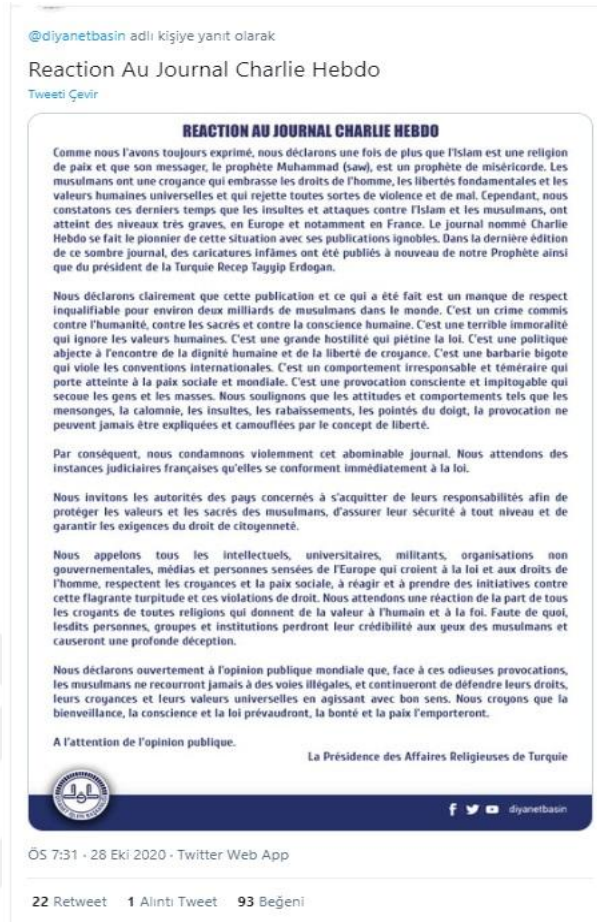 @diyanetbasin adlı kişiye yanıt olarak
Reaction Au Journal Charlie Hebdo
Tweeti Çevir
REACTION AU JOURNAL CHARLIE HEBDO
Comme nous l'avons toujours exprimé, nous déclarons une fois de plus que l'Islam est une religion
de paix et que son messager, le prophète Muhammad (saw), est un prophète de miséricorde. Les
musulmans ont une croyance qui embrasse les droits de l'homme, les libertés fondamentales et les
valeurs humaines universelles et qui rejette toutes sortes de violence et de mal. Cependant, nous
constatons ces derniers temps que les insultes et attaques contre l'Islam et les musulmans, ont
atteint des niveaux très graves, en Europe et notamment en France. Le journal nommé Charlie
Hebdo se fait le pionnier de cette situation avec ses publications ignobles. Dans la dernière édition
de ce sombre journal, des caricatures infâmes ont été publiés à nouveau de notre Prophète ainsi
que du président de la Turquie Recep Tayyip Erdogan.
Nous déclarons clairement que cette publication et ce qui a été fait est un manque de respect
inqualifiable pour environ deux milliards de musulmans dans le monde. C'est un crime commis
contre l'humanité, contre les sacrés et contre la conscience humaine. C'est une terrible immoralité
qui ignore les valeurs humaines. C'est une grande hostilité qui piétine la loi. C'est une politique
abjecte à l'encontre de la dignité humaine et de la liberté de croyance. C'est une barbarie bigote
qui viole les conventions internationales. C'est un comportement irresponsable et téméraire qui
porte atteinte à la paix sociale et mondiale. C'est une provocation consciente et impitoyable qui
secoue les gens et les masses. Nous soulignons que les attitudes et comportements tels que les
mensonges, la calomnie, les insultes, les rabaissements, les pointés du doigt, la provocation ne
peuvent jamais être expliquées et camouflées par le concept de liberté.
Par conséquent, nous condamnons violemment cet abominable journal. Nous attendons des
instances judiciaires françaises qu'elles se conforment immédiatement à la loi.
Nous invitons les autorités des pays concernés à s'acquitter de leurs responsabilités afin de
protéger les valeurs et les sacrés des musulmans, d'assurer leur sécurité à tout niveau et de
garantir les exigences du droit de citoyenneté.
Nous appelons tous les intellectuels, universitaires, militants, organisations non
gouvernementales, médias et personnes sensées de l'Europe qui croient à la loi et aux droits de
l'homme, respectent les croyances et la paix sociale, à réagir et à prendre des initiatives contre
cette flagrante turpitude et ces violations de droit. Nous attendons une réaction de la part de tous
les croyants de toutes religions qui donnent de la valeur à l'humain et à la foi. Faute de quoi,
lesdits personnes, groupes et institutions perdront leur crédibilité aux yeux des musulmans et
causeront une profonde déception.
Nous déclarons ouvertement à l'opinion publique mondiale que, face à ces odieuses provocations,
les musulmans ne recourront jamais à des voies illégales, et continueront de défendre leurs droits,
leurs croyances et leurs valeurs universelles en agissant avec bon sens. Nous croyons que la
bienveillance, la conscience et la loi prévaudront, la bonté et la paix l'emporteront.
A l'attention de l'opinion publique.
La Présidence des Affaires Religieuses de Turquie
diyanetbasin
ÖS 7:31 · 28 Eki 2020 · Twitter Web App
22 Retweet 1 Alıntı Tweet 93 Beğeni